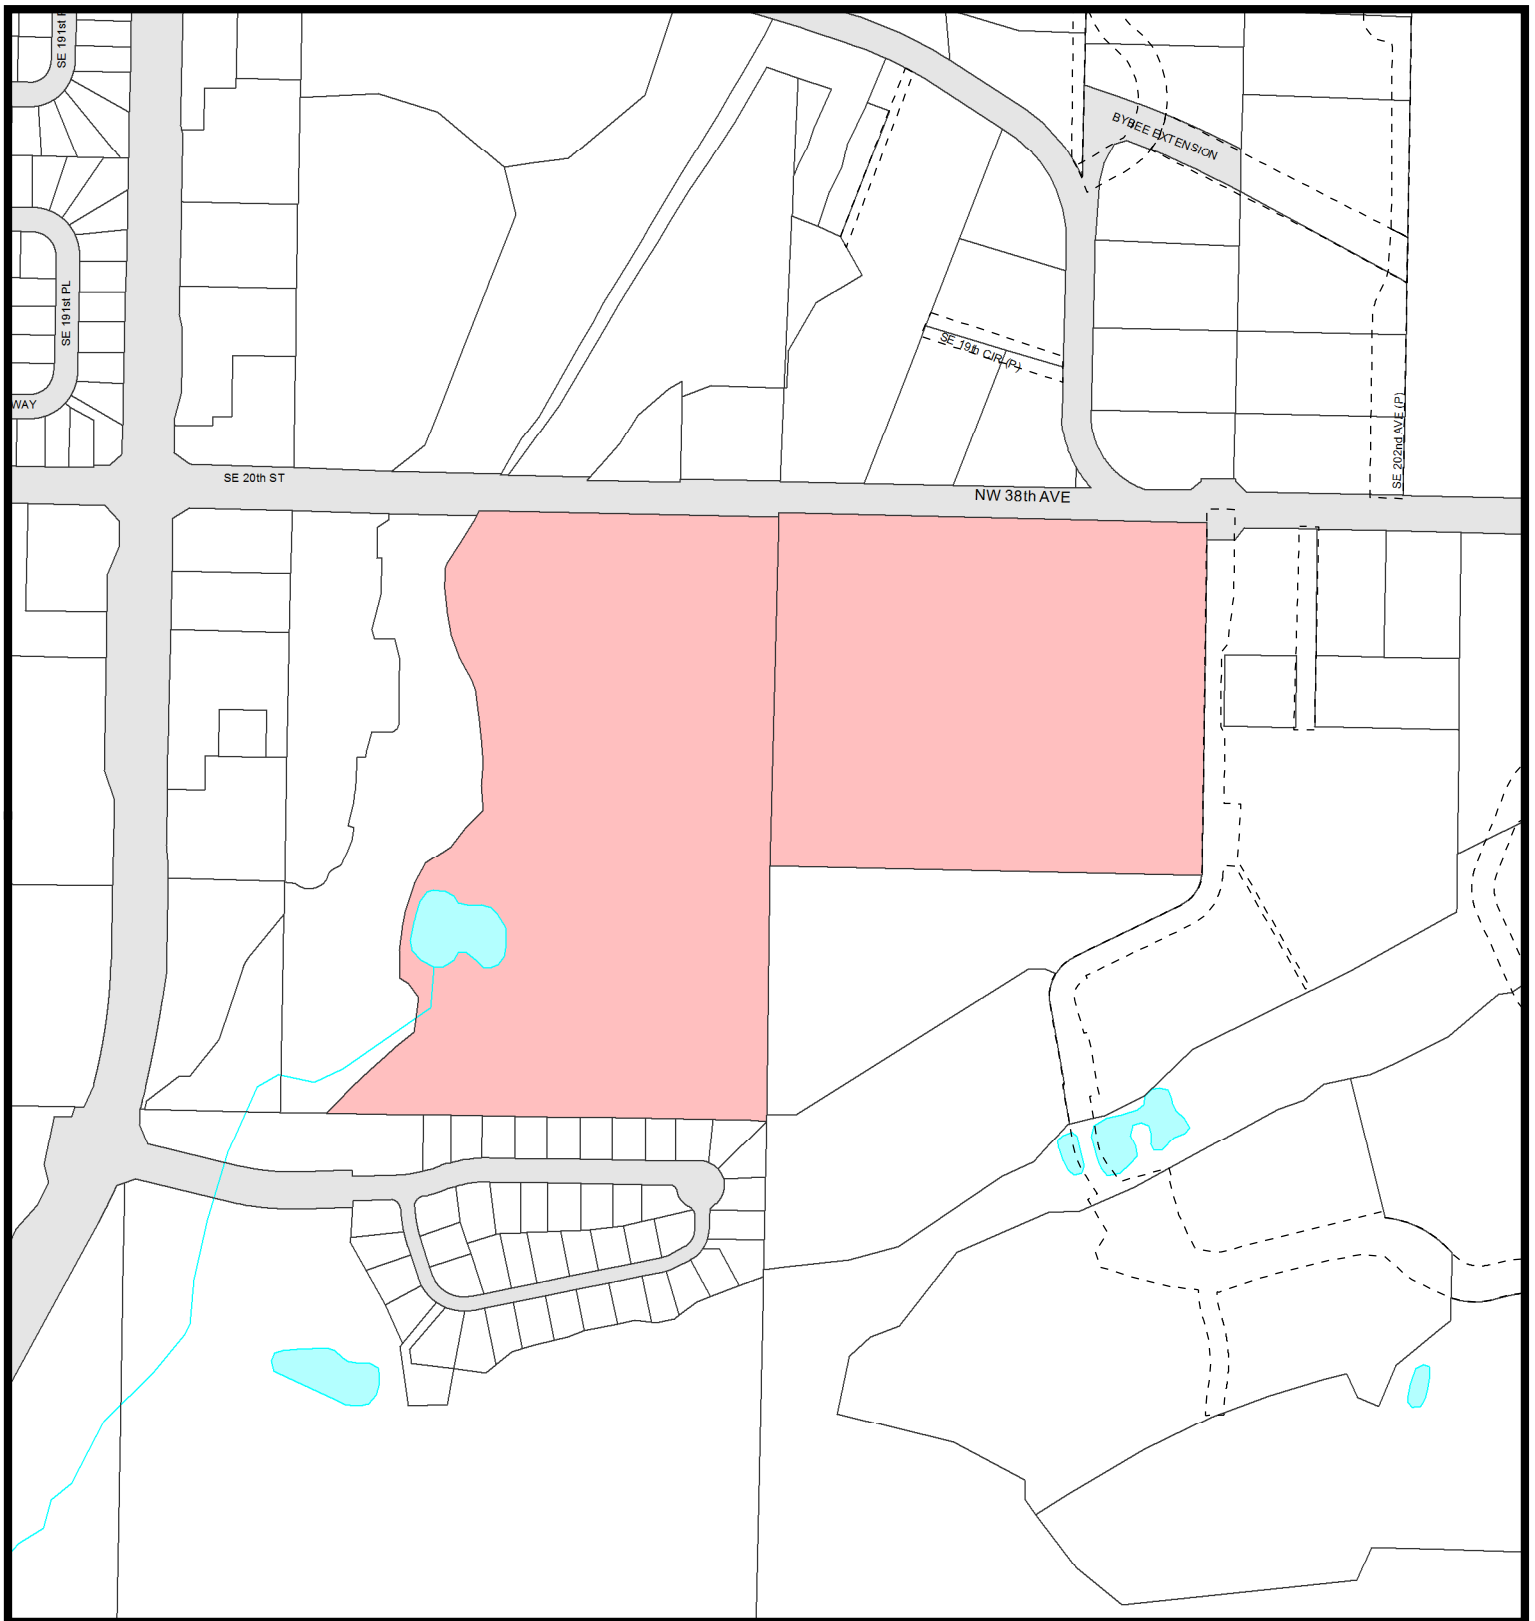 SE 191st P
BYBEE EXTENSION
SE 191st PL
SE 19th CIR (P)
WAY
SE 202nd AVE (P)
SE 20th ST
NW 38th AVE